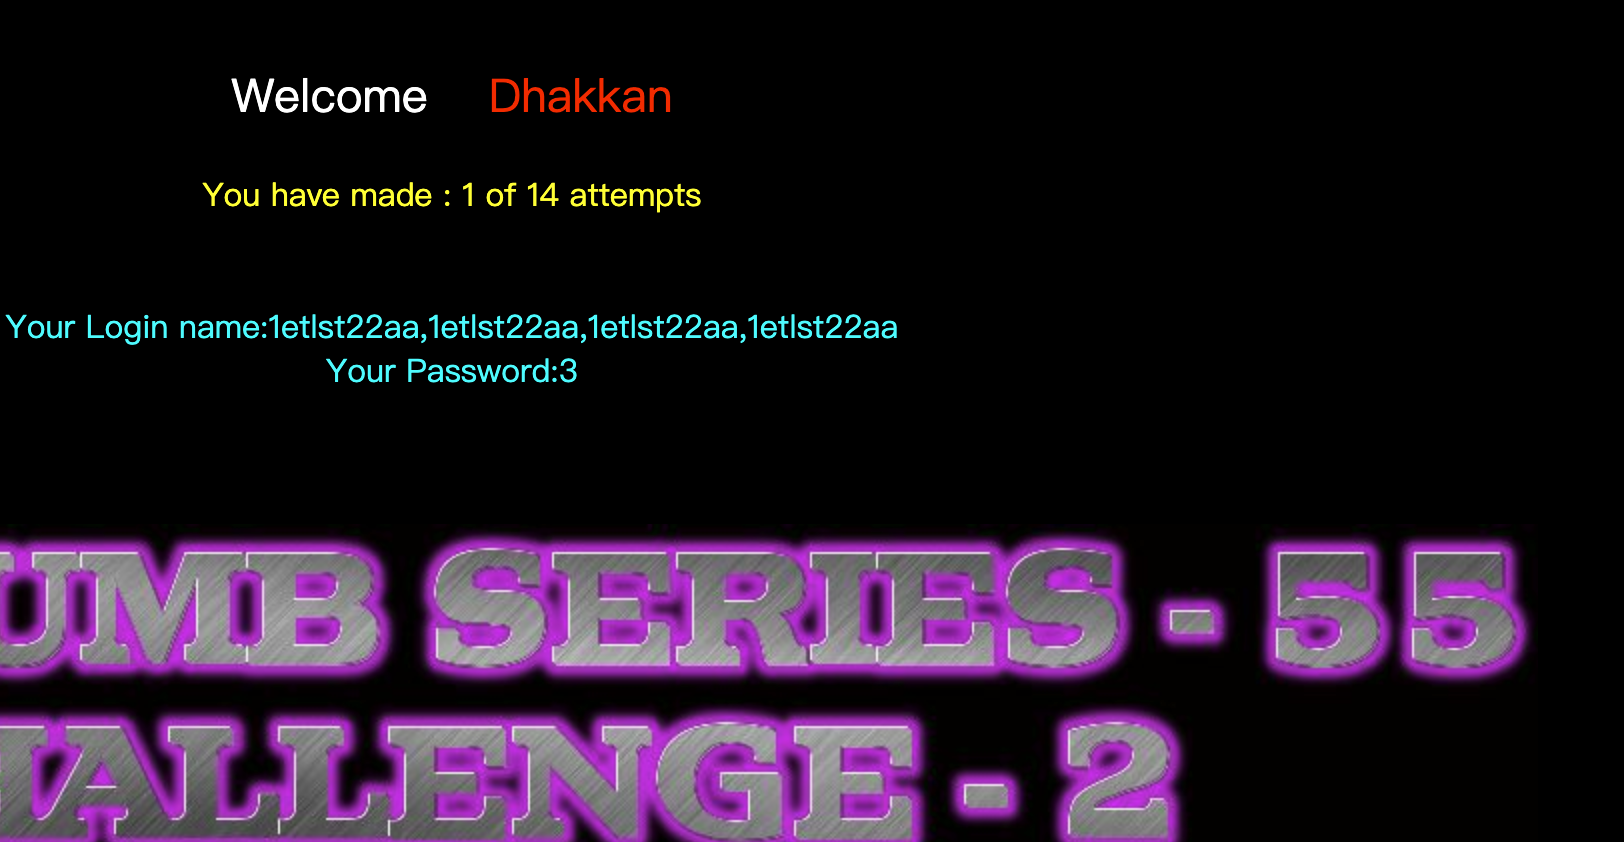 Welcome Dhakkan
You have made : 1 of 14 attempts
Your Login name:1etlst22aa,1etlst22aa,1etlst22aa,1etlst22aa
Your Password:3
UMB SERIES - 55
HALLENGE - 2